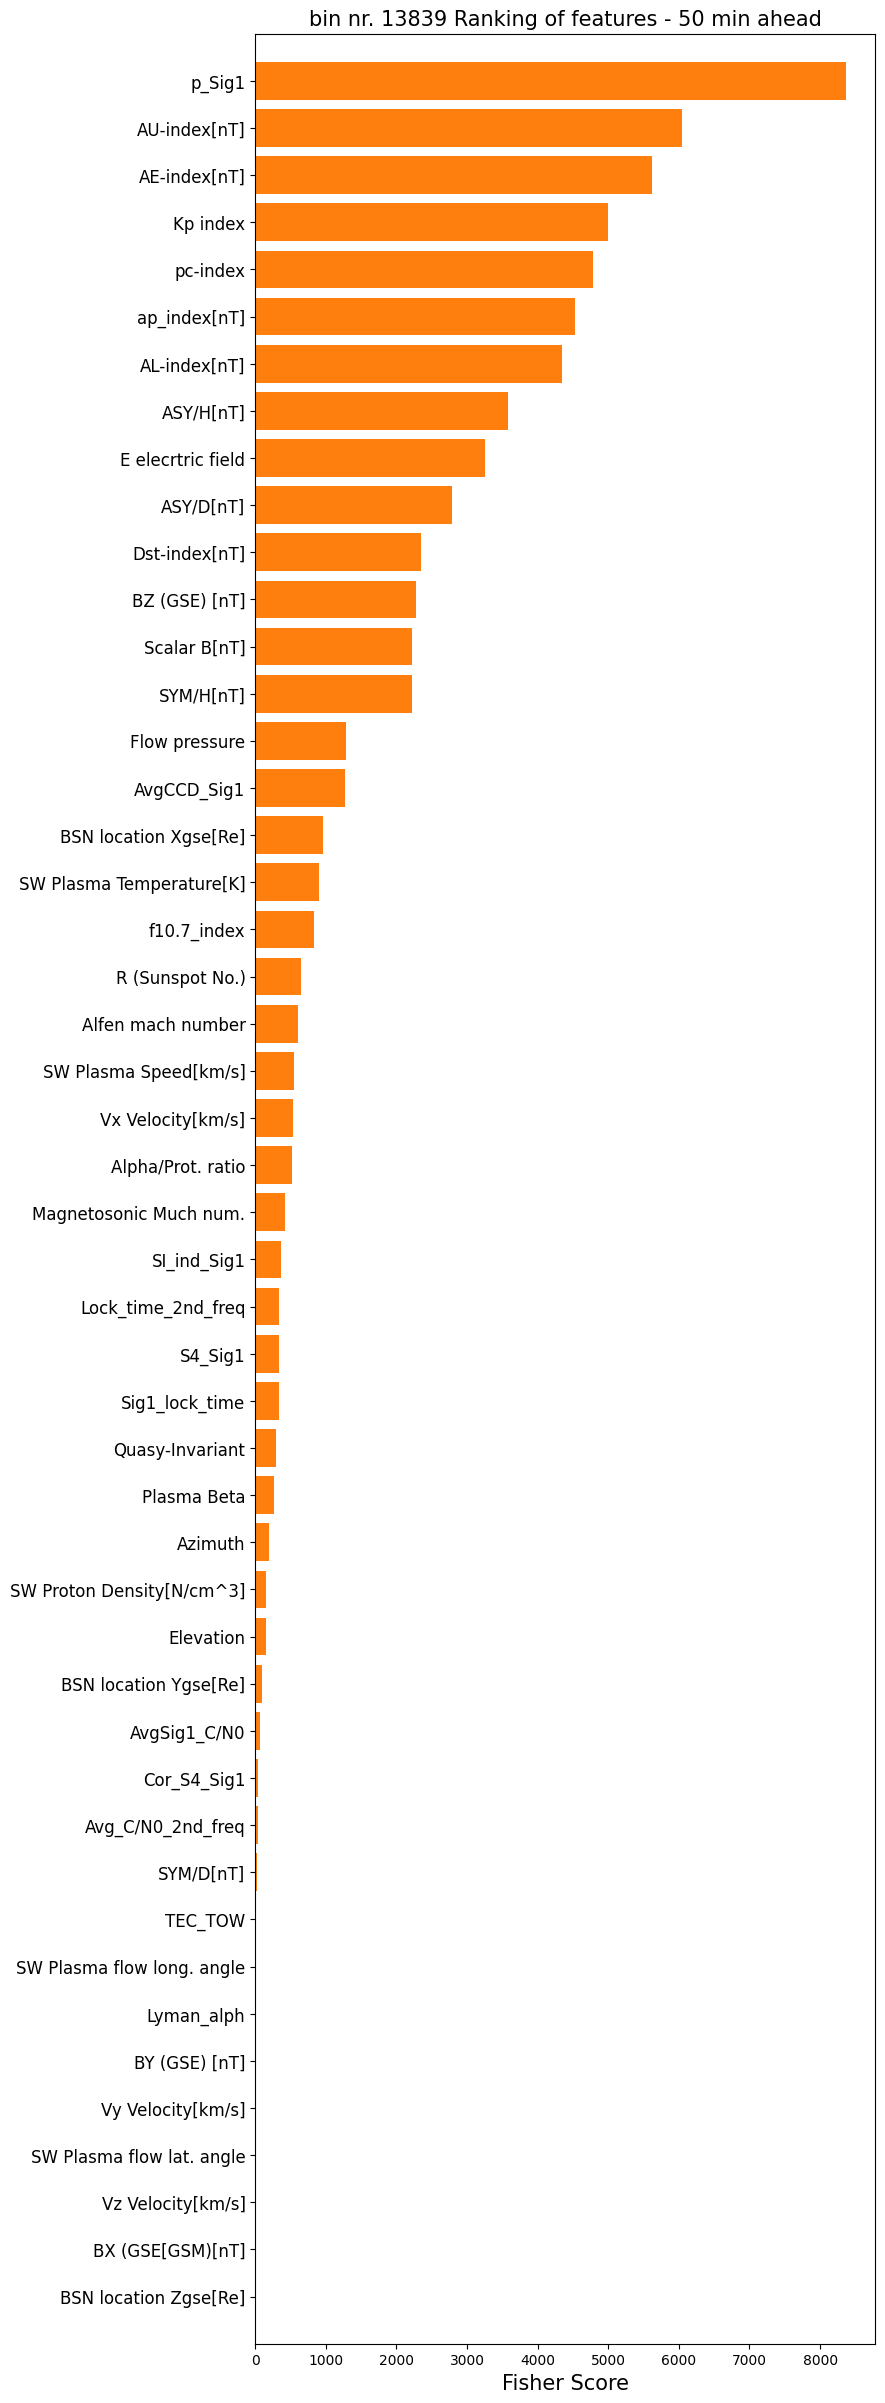 bin nr. 13839 Ranking of features - 50 min ahead
p_Sig1
AU-index[nT]
AE-index[nT]
Kp index
pc-index
ap_index[nT]
AL-index[nT]
ASY/H[nT]
E elecrtric field
ASY/D[nT]
Dst-index[nT]
BZ (GSE) [nT]
Scalar B[nT]
SYM/H[nT]
Flow pressure
AvgCCD_Sig1
BSN location Xgse[Re]
SW Plasma Temperature[K]
f10.7_index
R (Sunspot No.)
Alfen mach number
SW Plasma Speed[km/s]
Vx Velocity[km/s]
Alpha/Prot. ratio
Magnetosonic Much num.
SI_ind_Sig1
Lock_time_2nd_freq
S4_Sig1
Sig1_lock_time
Quasy-Invariant
Plasma Beta
Azimuth
SW Proton Density[N/cm^3]
Elevation
BSN location Ygse[Re]
AvgSig1_C/N0
Cor_S4_Sig1
Avg_C/N0_2nd_freq
SYM/D[nT]
TEC_TOW
SW Plasma flow long. angle
Lyman_alph
BY (GSE) [nT]
Vy Velocity[km/s]
SW Plasma flow lat. angle
Vz Velocity[km/s]
BX (GSE[GSM)[nT]
BSN location Zgse[Re]
0 1000 2000 3000 4000 5000 6000 7000 8000
Fisher Score